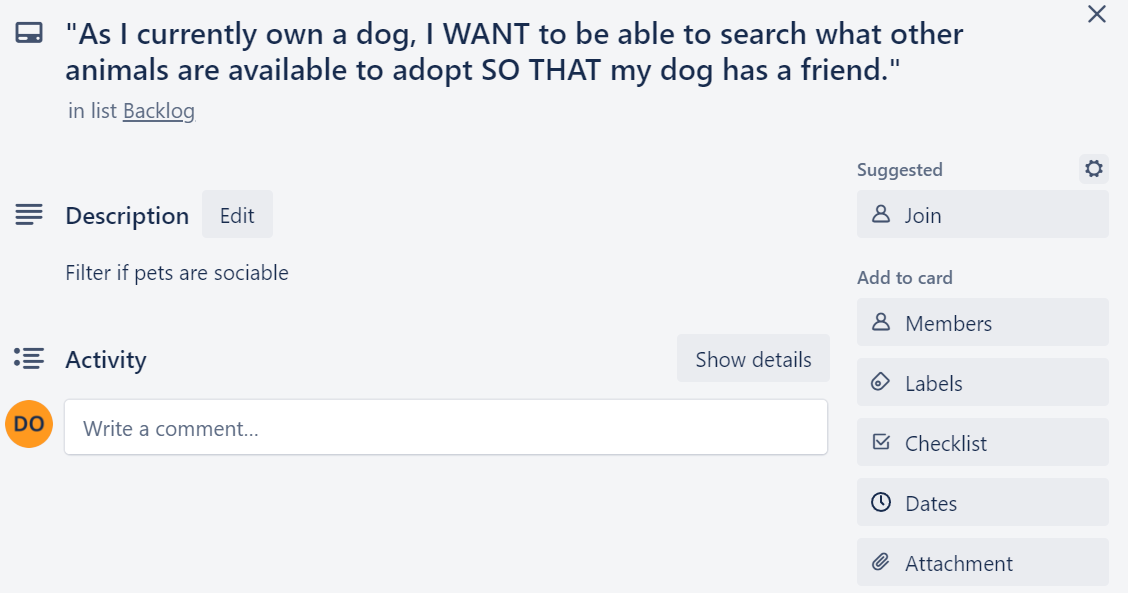 "As I currently own a dog, I WANT to be able to search what other
animals are available to adopt SO THAT my dog has a friend."
in list Backlog
Suggested
Description Edit
Join
Filter if pets are sociable
Add to card
Members
Activity Show details
Labels
DO Write a comment...
Checklist
Dates
Attachment